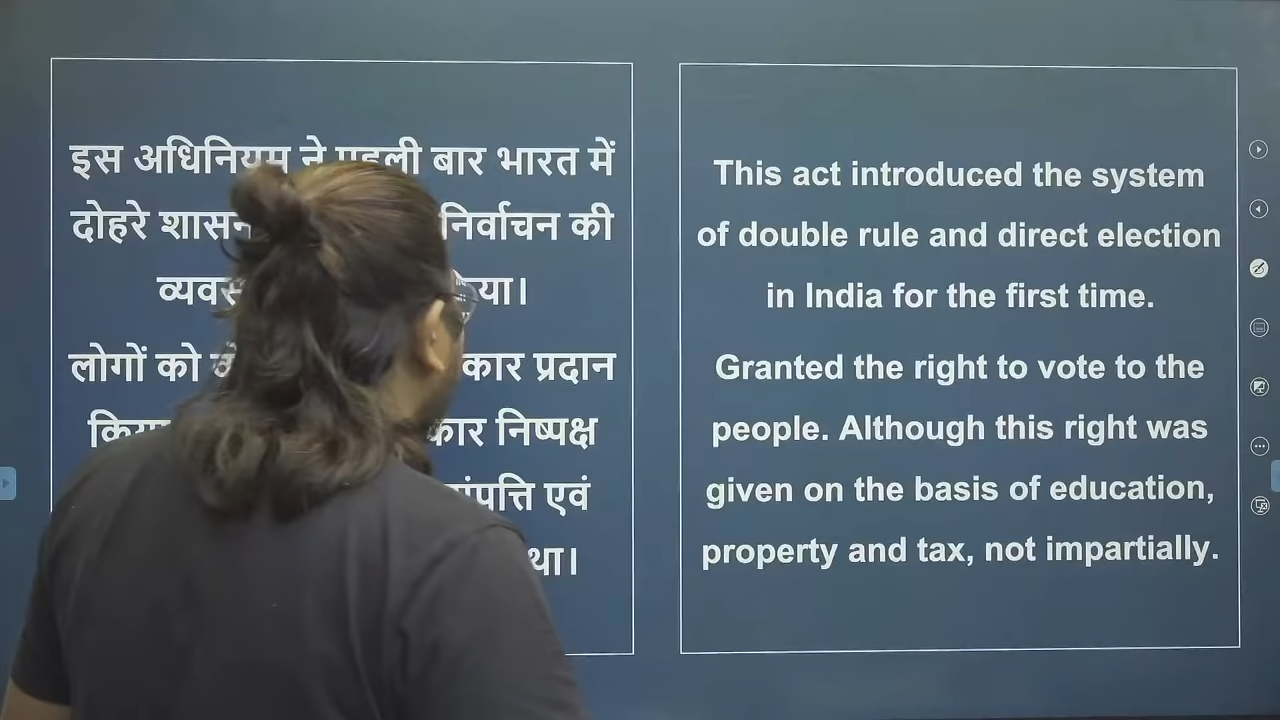 इस अधिनियम ने पहली बार भारत में
दोहरे शासन निर्वाचन की
लोगों को प्रदान
निष्पक्ष
एवं
था।
This act introduced the system
of double rule and direct election
in India for the first time.
Granted the right to vote to the
people. Although this right was
given on the basis of education,
property and tax, not impartially.